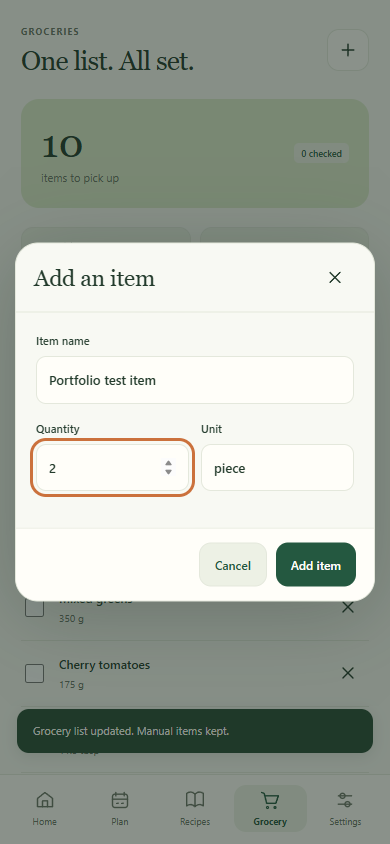 GROCERIES
One list. All set.
10
items to pick up
0 checked
Add an item
Item name
Portfolio test item
Quantity
Unit
2
piece
Cancel
Add item
Mixed greens
350 g
Cherry tomatoes
175 g
Grocery list updated. Manual items kept.
Home
Plan
Recipes
Grocery
Settings